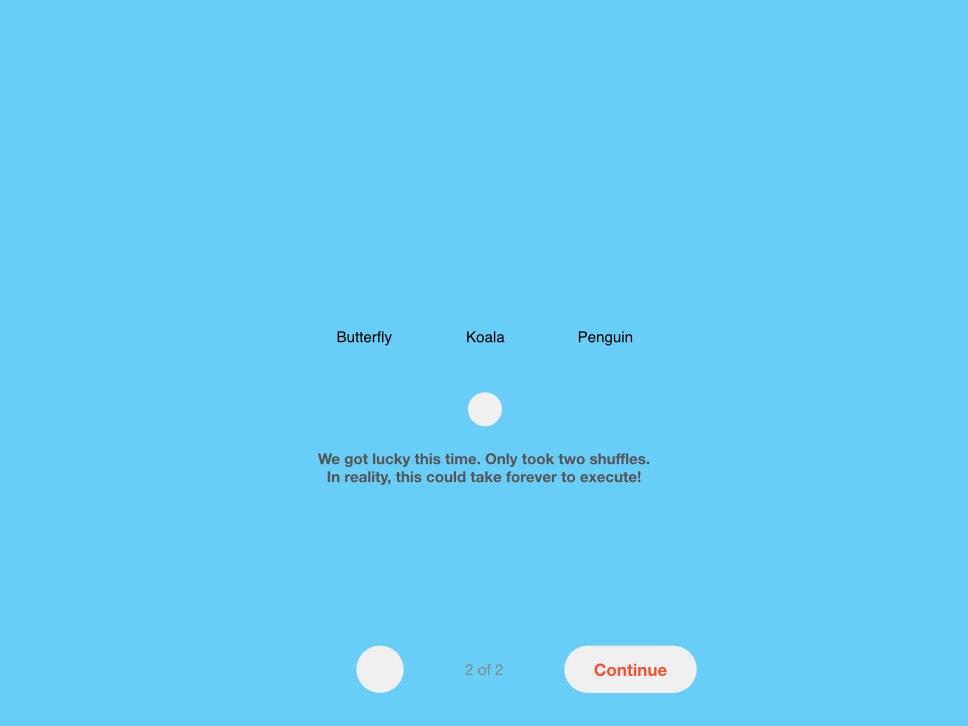 Butterfly Koala Penguin
We got lucky this time. Only took two shuffles.
In reality, this could take forever to execute!
2 of 2 Continue